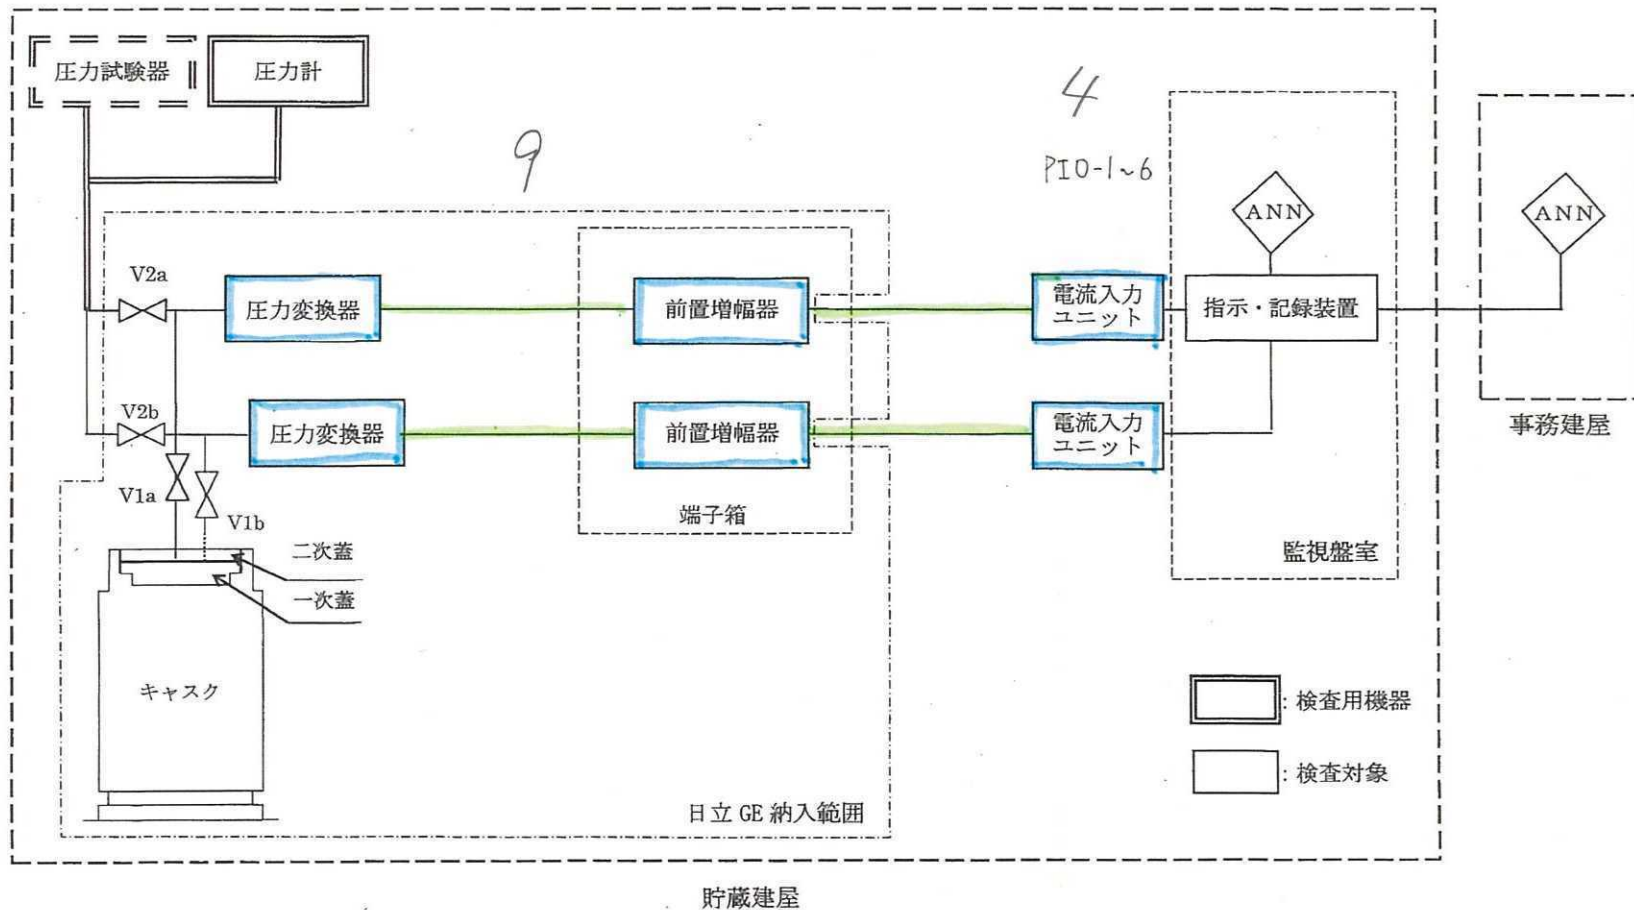 圧力試験器
圧力計
4
9
PIO-1~6
ANN
ANN
V2a
圧力変換器
前置増幅器
電流入力
ユニット
指示・記録装置
V2b
圧力変換器
前置増幅器
電流入力
ユニット
事務建屋
V1a
V1b
端子箱
二次蓋
監視盤室
一次蓋
キャスク
:検査用機器
:検査対象
日立 GE 納入範囲
貯蔵建屋